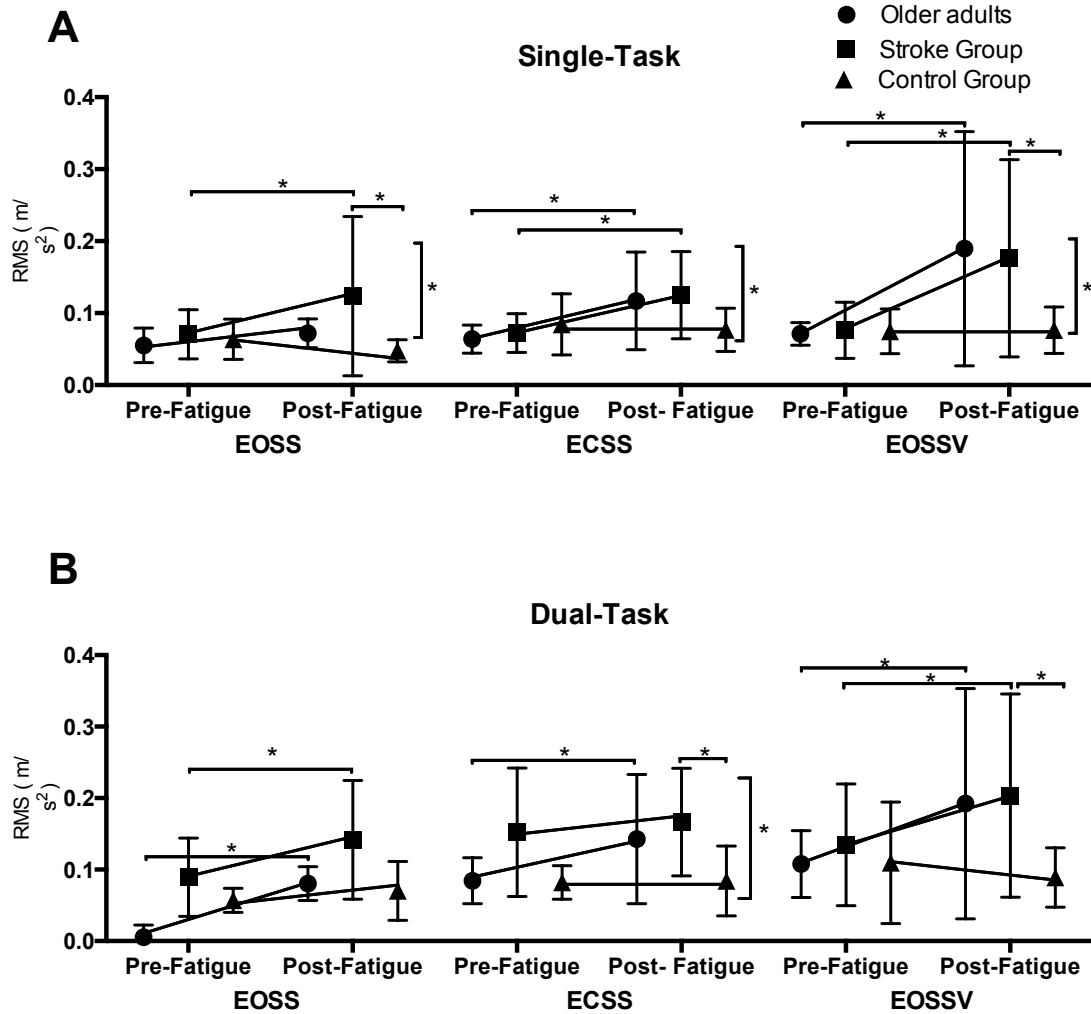 A
Older adults
Stroke Group
Control Group
Single-Task
RMS ( m/
s²)
0.4
0.3
0.2
0.1
0.0
* * * * * * * * * *
Pre-Fatigue Post-Fatigue Pre-Fatigue Post- Fatigue Pre-Fatigue Post-Fatigue
EOSS ECSS EOSSV
B
Dual-Task
RMS ( m/
s²)
0.4
0.3
0.2
0.1
0.0
* * * * * * * *
Pre-Fatigue Post-Fatigue Pre-Fatigue Post- Fatigue Pre-Fatigue Post-Fatigue
EOSS ECSS EOSSV